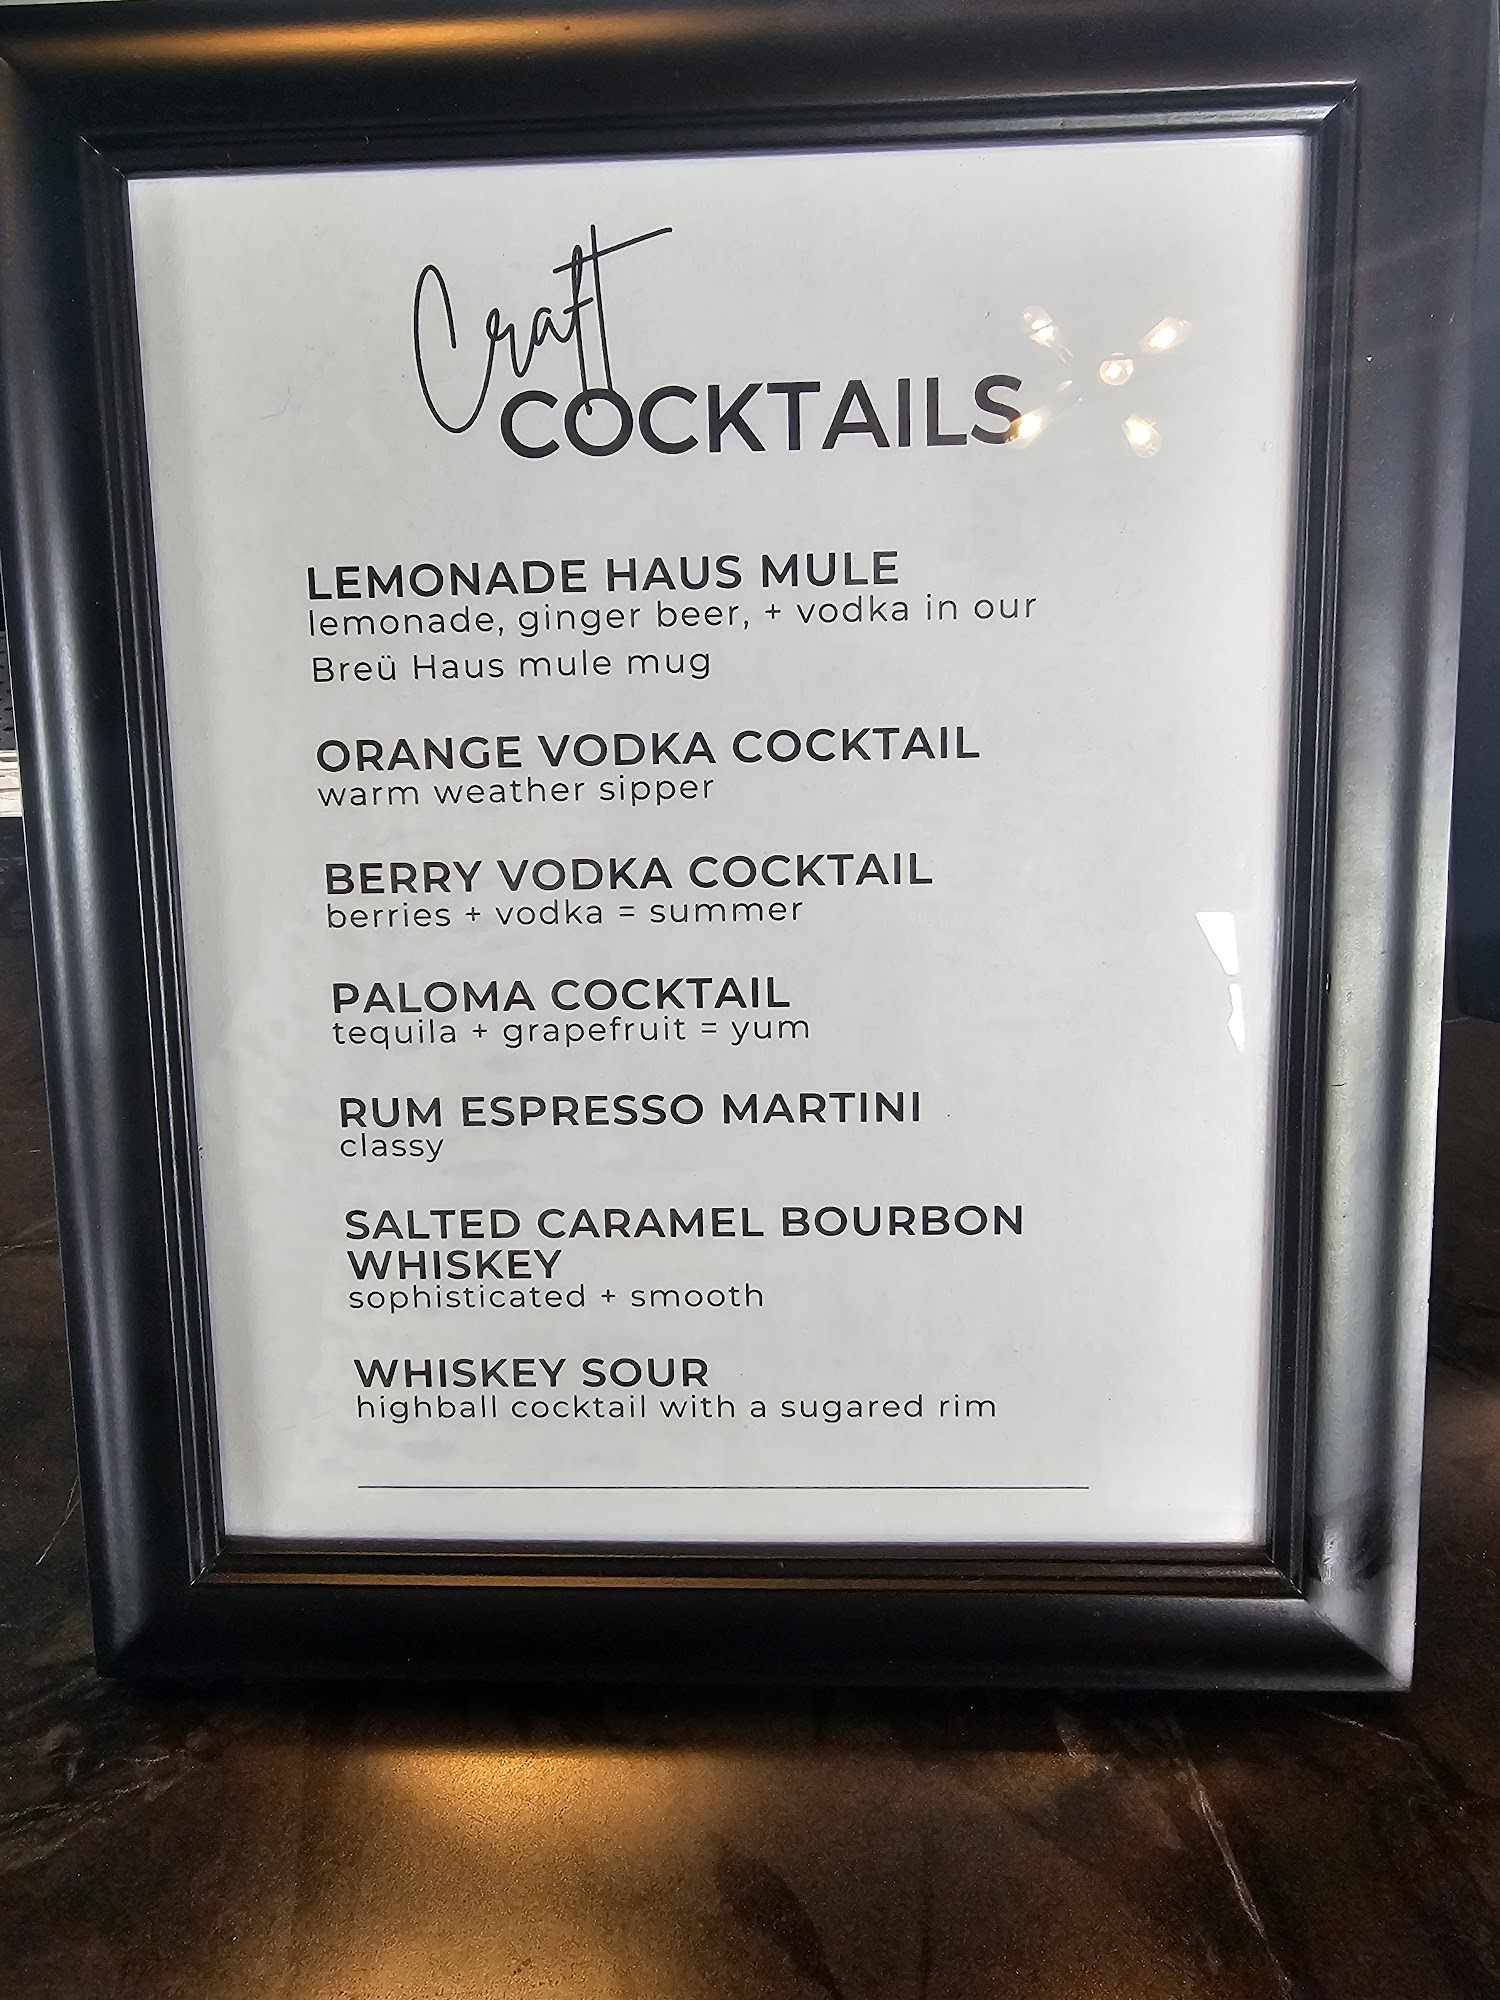 Craft
COCKTAILS
LEMONADE HAUS MULE
lemonade, ginger beer, + vodka in our
Breü Haus mule mug
ORANGE VODKA COCKTAIL
warm weather sipper
BERRY VODKA COCKTAIL
berries + vodka = summer
PALOMA COCKTAIL
tequila + grapefruit = yum
RUM ESPRESSO MARTINI
classy
SALTED CARAMEL BOURBON
WHISKEY
sophisticated + smooth
WHISKEY SOUR
highball cocktail with a sugared rim